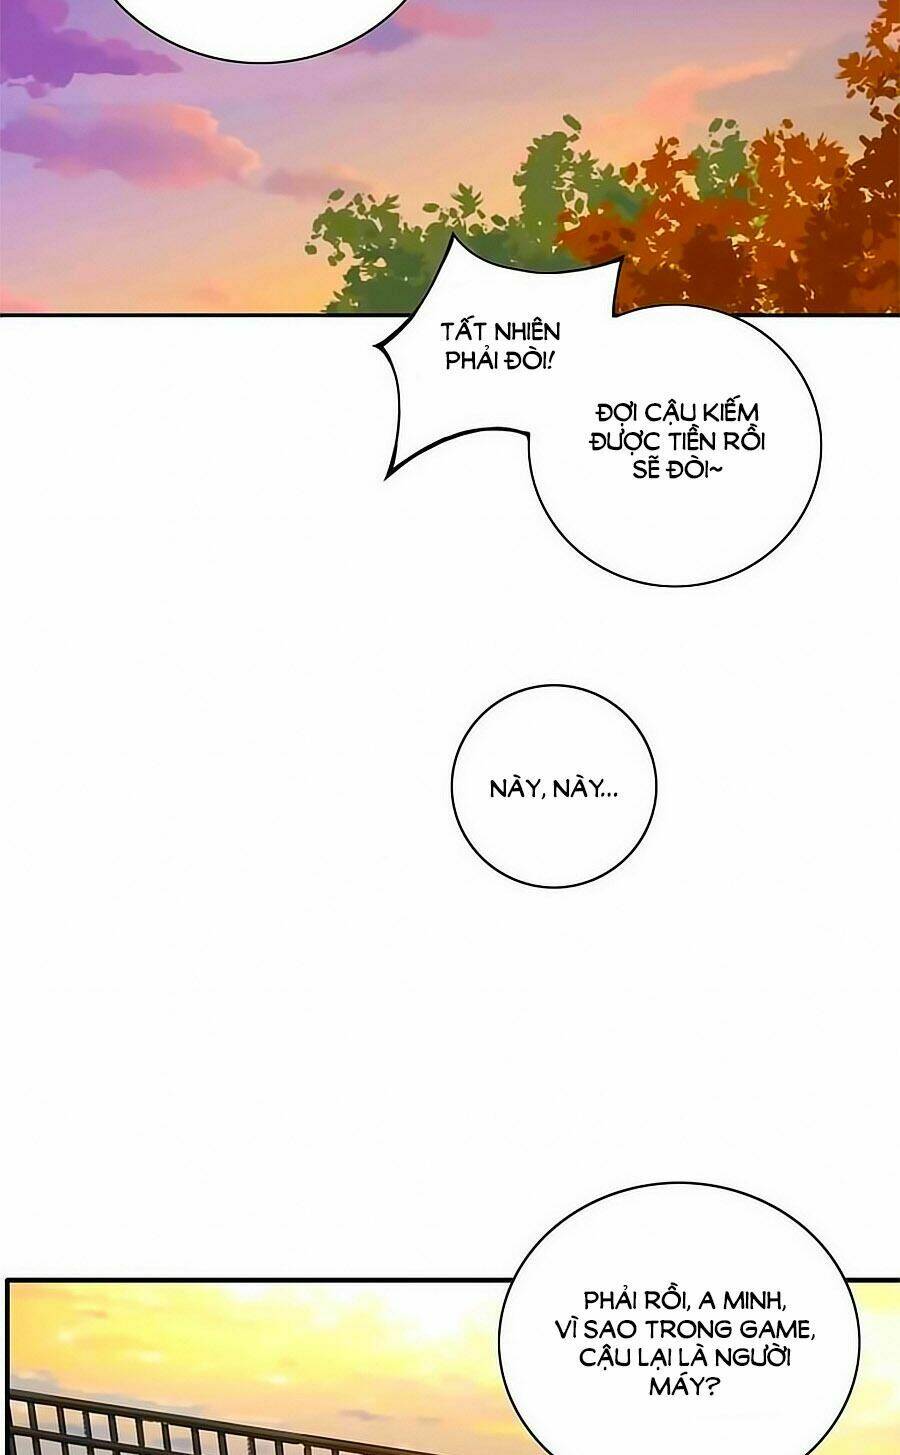 TẤT NHIÊN
PHẢI ĐÒI!
ĐỢI CẬU KIẾM
ĐƯỢC TIỀN RỒI
SẼ ĐÒI~
NÀY, NÀY...
PHẢI RỒI, A MINH,
VÌ SAO TRONG GAME,
CẬU LẠI LÀ NGƯỜI
MÁY?